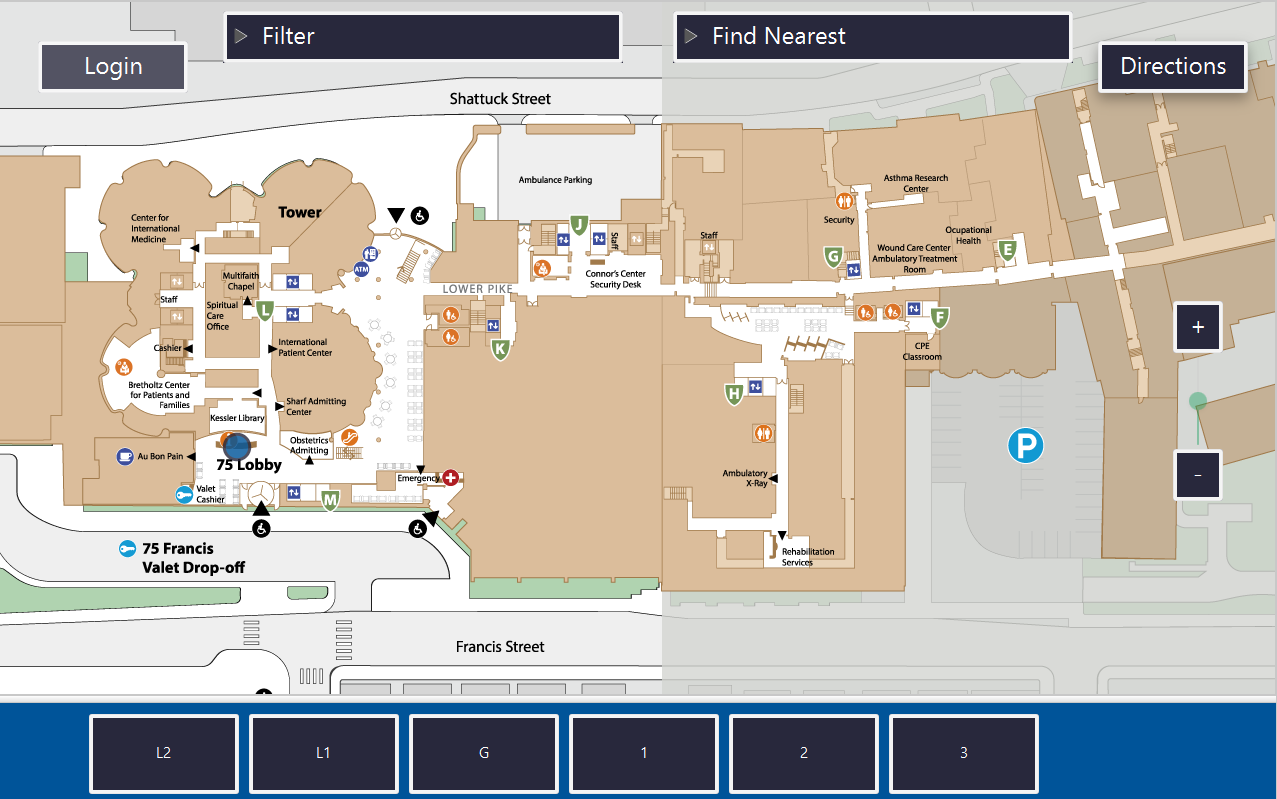 Filter
Find Nearest
Login
Directions
Shattuck Street
Ambulance Parking
Asthma Research
Center
Tower
Center for
International
Medicine
Security
J
Staff
Staff
Ocupational
Health
G
E
Wound Care Center
Ambulatory Treatment
Room
ATM
Connor's Center
Security Desk
Multifaith
Chapel
LOWER PIKE
Staff
L
Spiritual
Care
Office
F
K
International
Patient Center
Cashier
CPE
Classroom
Bretholtz Center
for Patients and
Families
H
Sharf Admitting
Center
Kessler Library
Obstetrics
Admitting
P
Au Bon Pain
75 Lobby
Emergency
Ambulatory
X-Ray
Valet
Cashier
M
75 Francis
Valet Drop-off
Rehabilitation
Services
Francis Street
+
-
L2
L1
G
1
2
3